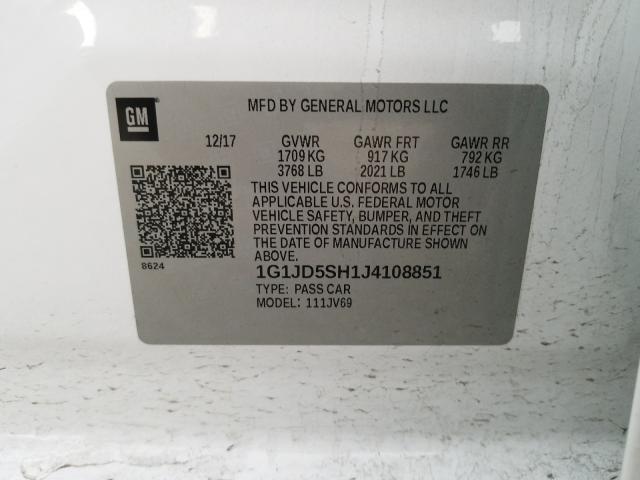 GM
MFD BY GENERAL MOTORS LLC
12/17 GVWR GAWR FRT GAWR RR
1709 KG 917 KG 792 KG
3768 LB 2021 LB 1746 LB
THIS VEHICLE CONFORMS TO ALL
APPLICABLE U.S. FEDERAL MOTOR
VEHICLE SAFETY, BUMPER, AND THEFT
PREVENTION STANDARDS IN EFFECT ON
THE DATE OF MANUFACTURE SHOWN
ABOVE.
8624
1G1JD5SH1J4108851
TYPE: PASS CAR
MODEL: 111JV69